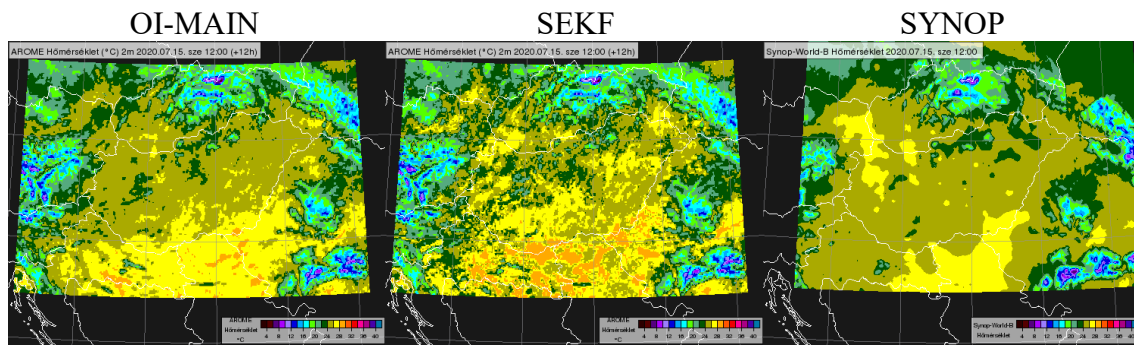 OI-MAIN
SEKF
SYNOP
AROME Hőmérséklet (°C) 2m 2020.07.15. sze 12:00 (+12h)
AROME Hőmérséklet (°C) 2m 2020.07.15. sze 12:00 (+12h)
Synop-World-B Hőmérséklet 2020.07.15. sze 12:00
AROME
Hőmérséklet
°C
4 8 12 16 20 24 28 32 36 40
AROME
Hőmérséklet
°C
4 8 12 16 20 24 28 32 36 40
Synop-World-B
Hőmérséklet
4 8 12 16 20 24 28 32 36 40